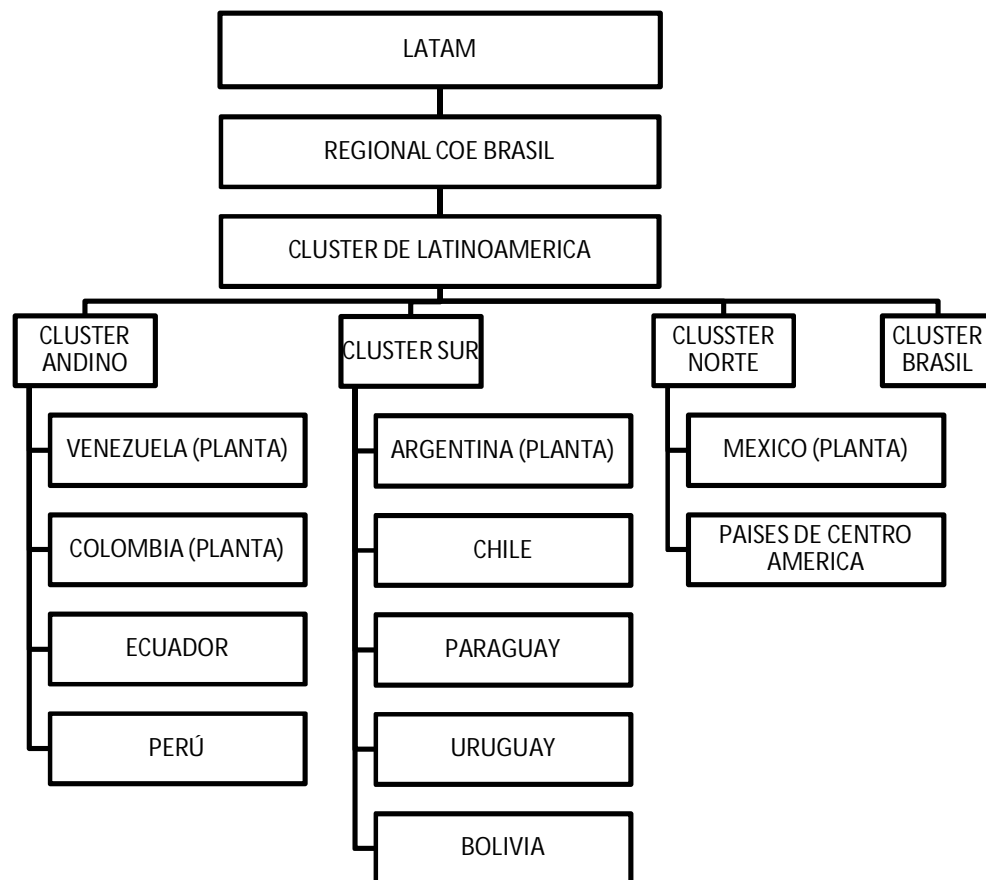 LATAM
REGIONAL COE BRASIL
CLUSTER DE LATINOAMERICA
CLUSTER
ANDINO
VENEZUELA (PLANTA)
COLOMBIA (PLANTA)
ECUADOR
PERÚ
CLUSTER SUR
ARGENTINA (PLANTA)
CHILE
PARAGUAY
URUGUAY
BOLIVIA
CLUSSTER
NORTE
MEXICO (PLANTA)
PAISES DE CENTRO
AMERICA
CLUSTER
BRASIL